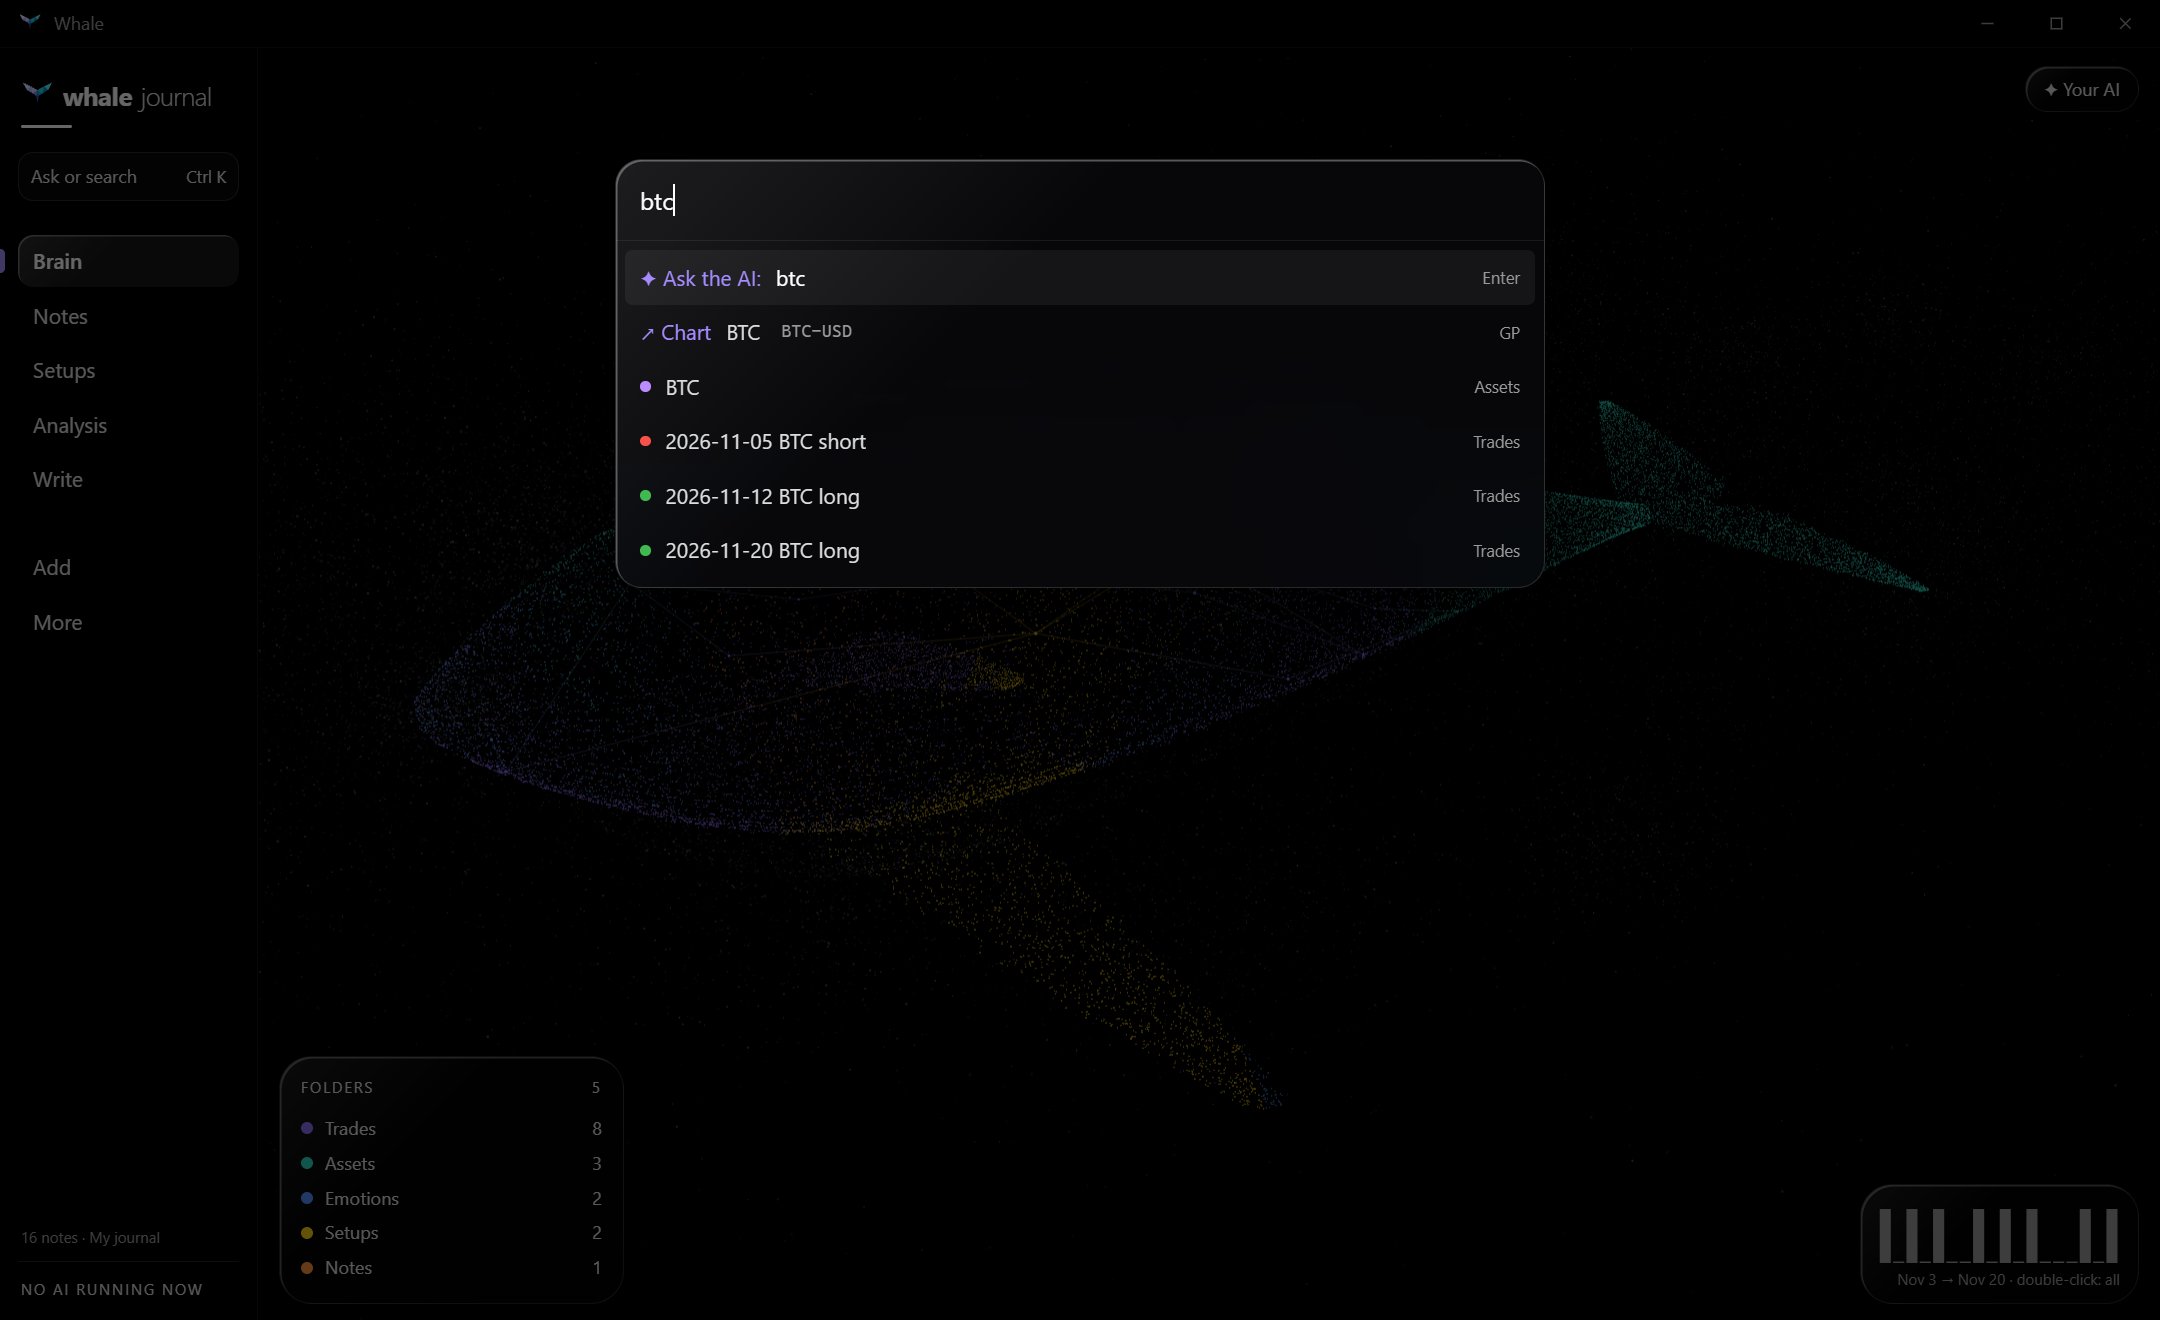 Whale
whale journal
Ask or search Ctrl K
Brain
Notes
Setups
Analysis
Write
Add
More
16 notes · My journal
NO AI RUNNING NOW
✦ Your AI
btc
✦ Ask the AI: btc Enter
↗ Chart BTC BTC-USD GP
BTC Assets
2026-11-05 BTC short Trades
2026-11-12 BTC long Trades
2026-11-20 BTC long Trades
FOLDERS 5
Trades 8
Assets 3
Emotions 2
Setups 2
Notes 1
Nov 3 → Nov 20 · double-click: all